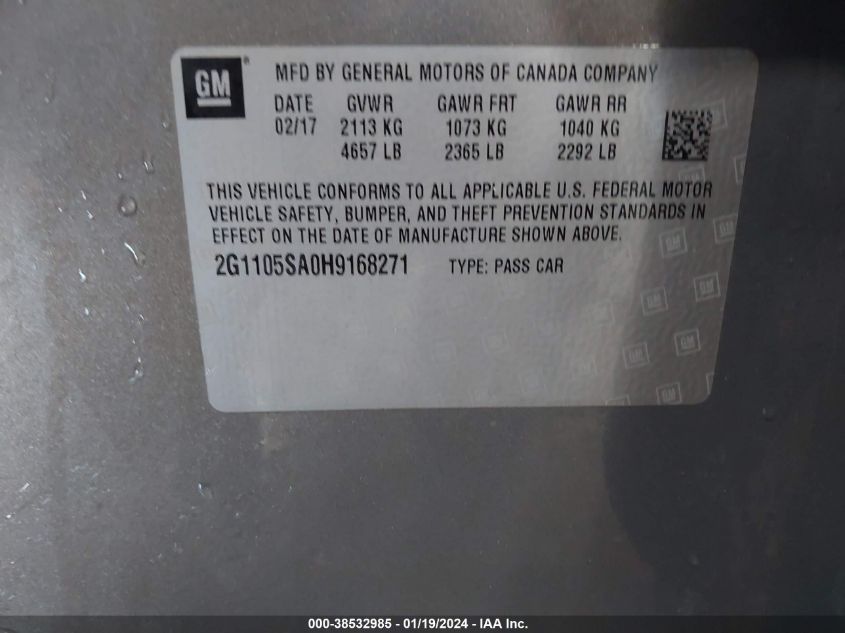 GM ®
MFD BY GENERAL MOTORS OF CANADA COMPANY
DATE GVWR GAWR FRT GAWR RR
02/17 2113 KG 1073 KG 1040 KG
4657 LB 2365 LB 2292 LB
THIS VEHICLE CONFORMS TO ALL APPLICABLE U.S. FEDERAL MOTOR
VEHICLE SAFETY, BUMPER, AND THEFT PREVENTION STANDARDS IN
EFFECT ON THE DATE OF MANUFACTURE SHOWN ABOVE.
2G1105SA0H9168271 TYPE: PASS CAR
000-38532985 - 01/19/2024 - IAA Inc.